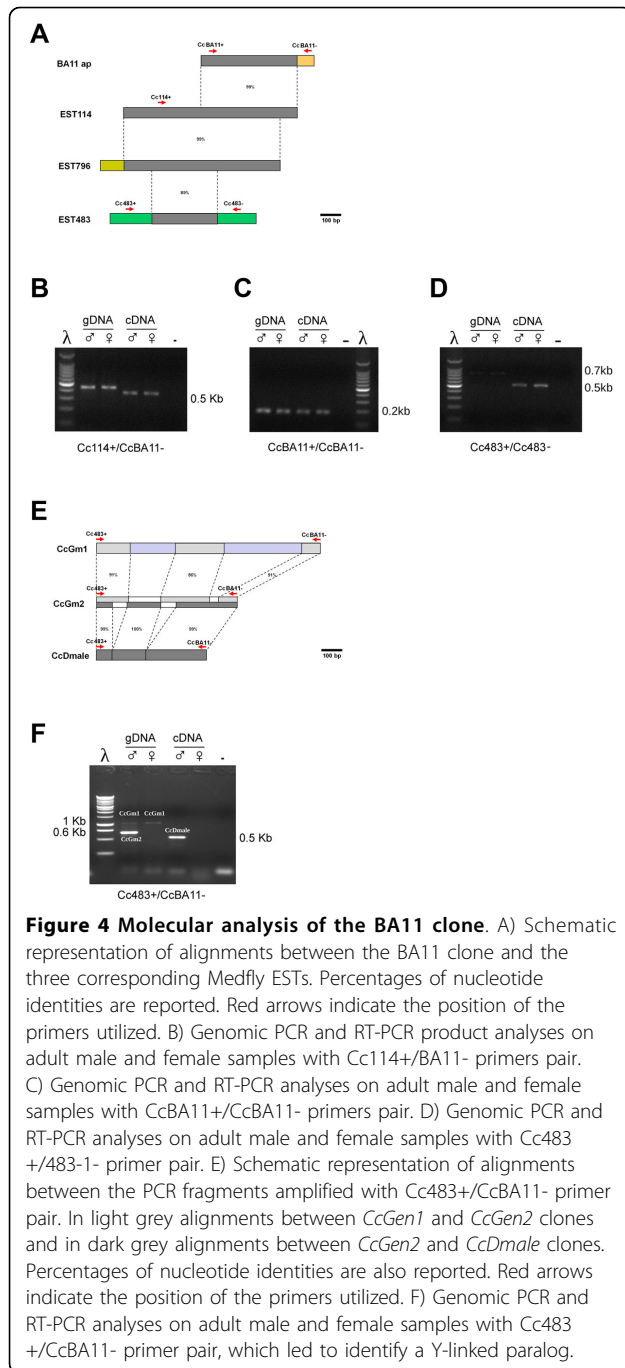 A
CcBA11+ CcBA11-
BA11 ap
99%
Cc114+
EST114
99%
EST796
89%
Cc483+ Cc483-
EST483
100 bp
B C D
gDNA cDNA
λ ♂ ♀ ♂ ♀ -
0.5 Kb
Cc114+/CcBA11-
gDNA cDNA
♂ ♀ ♂ ♀ – λ
0.2kb
CcBA11+/CcBA11-
gDNA cDNA
λ ♂ ♀ ♂ ♀ –
0.7kb
0.5kb
Cc483+/Cc483-
E
Cc483+ CcBA11-
CcGm1
91% 86% 91%
Cc483+ CcBA11-
CcGm2
99% 100% 99%
Cc483+ CcBA11-
CcDmale
100 bp
F
gDNA cDNA
λ ♂ ♀ ♂ ♀ -
CcGm1 CcGm1
1 Kb
0.6 Kb
CcGm2
CcDmale
0.5 Kb
Cc483+/CcBA11-
Figure 4 Molecular analysis of the BA11 clone. A) Schematic
representation of alignments between the BA11 clone and the
three corresponding Medfly ESTs. Percentages of nucleotide
identities are reported. Red arrows indicate the position of the
primers utilized. B) Genomic PCR and RT-PCR product analyses on
adult male and female samples with Cc114+/BA11- primers pair.
C) Genomic PCR and RT-PCR analyses on adult male and female
samples with CcBA11+/CcBA11- primers pair. D) Genomic PCR and
RT-PCR analyses on adult male and female samples with Cc483
+/483-1- primer pair. E) Schematic representation of alignments
between the PCR fragments amplified with Cc483+/CcBA11- primer
pair. In light grey alignments between CcGen1 and CcGen2 clones
and in dark grey alignments between CcGen2 and CcDmale clones.
Percentages of nucleotide identities are also reported. Red arrows
indicate the position of the primers utilized. F) Genomic PCR and
RT-PCR analyses on adult male and female samples with Cc483
+/CcBA11- primer pair, which led to identify a Y-linked paralog.